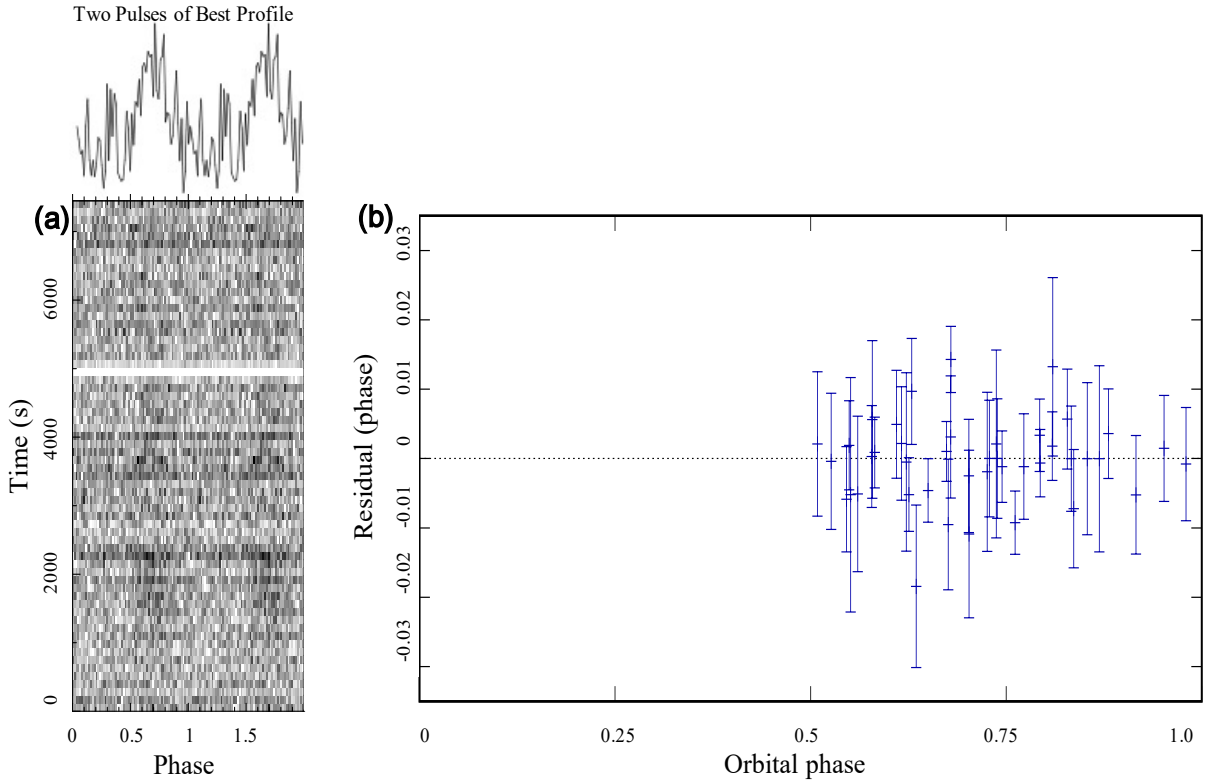 Two Pulses of Best Profile
(a)
Time (s)
6000
4000
2000
0
0 0.5 1 1.5
Phase
(b)
Residual (phase)
0.03
0.02
0.01
0
-0.01
-0.02
-0.03
0 0.25 0.5 0.75 1.0
Orbital phase